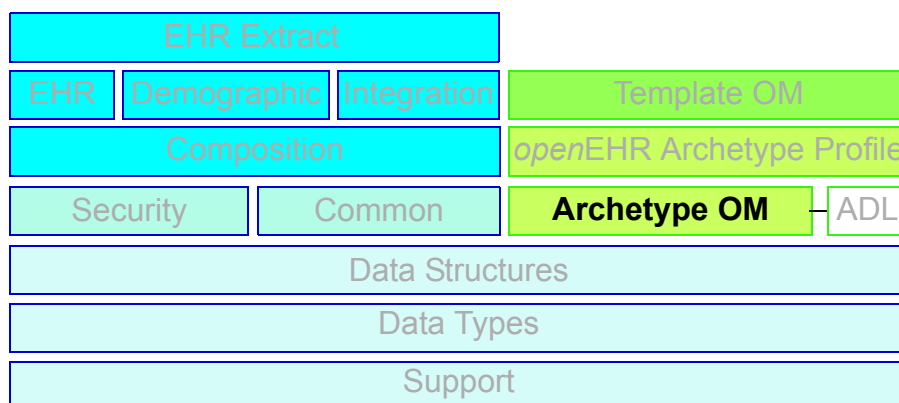 EHR Extract
EHR Demographic Integration Template OM
Composition openEHR Archetype Profile
Security Common Archetype OM ADL
Data Structures
Data Types
Support